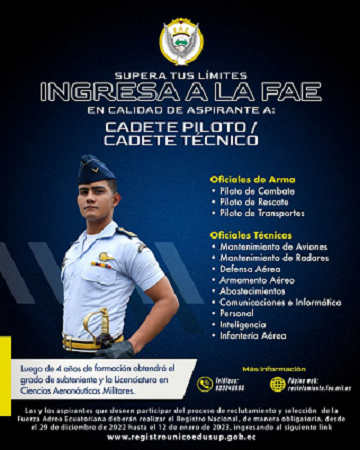 SUPERA TUS LÍMITES
INGRESA A LA FAE
EN CALIDAD DE ASPIRANTE A:
CADETE PILOTO /
CADETE TÉCNICO
Oficiales de Arma
• Piloto de Combate
• Piloto de Rescate
• Piloto de Transportes
Oficiales Técnicos
• Mantenimiento de Aviones
• Mantenimiento de Radares
• Defensa Aérea
• Armamento Aéreo
• Abastecimientos
• Comunicaciones e Informática
• Personal
• Inteligencia
• Infantería Aérea
Luego de 4 años de formación obtendrá el
grado de subteniente y la Licenciatura en
Ciencias Aeronáuticas Militares.
Más información
Teléfono:
Página web:
reclutamiento.fae.mil.ec
Las y los aspirantes que deseen participar del proceso de reclutamiento y selección de la
Fuerza Aérea Ecuatoriana deberán realizar el Registro Nacional, de manera obligatoria, desde
el 29 de diciembre de 2022 hasta el 12 de enero de 2023, ingresando al siguiente link
www.registrounicoedusup.gob.ec